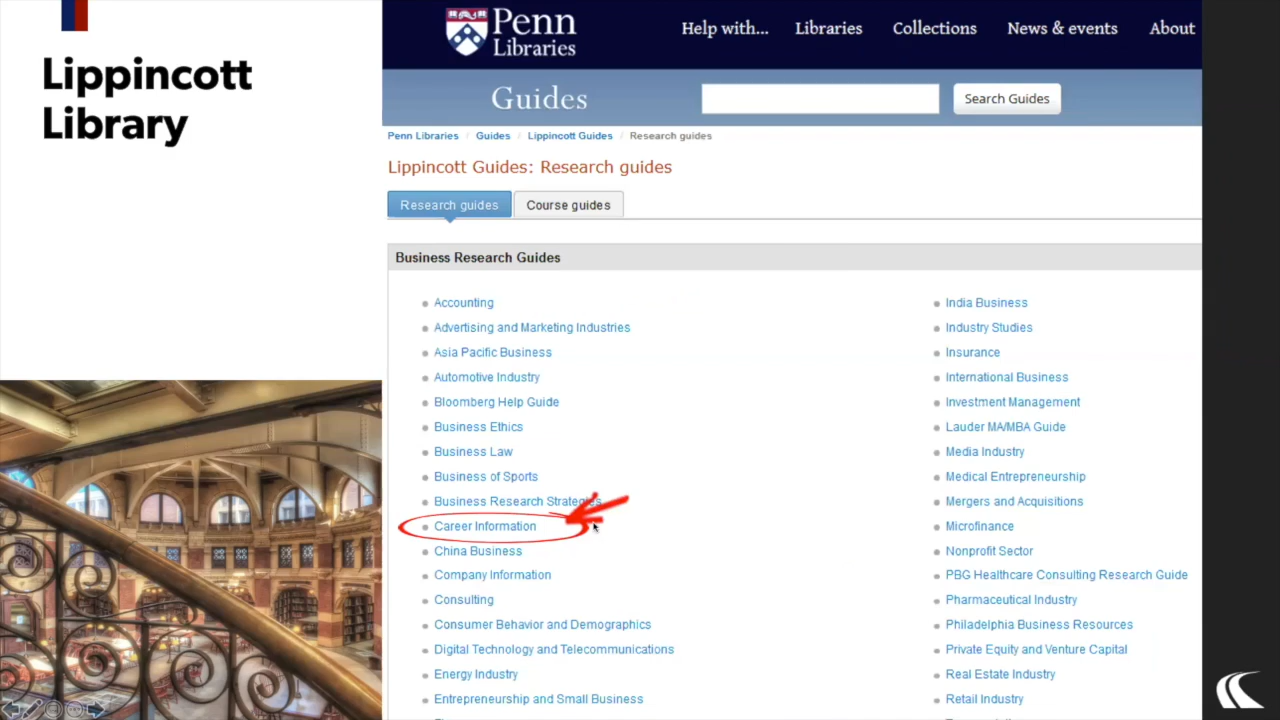 Lippincott
Library
Penn
Libraries
Help with...
Libraries
Collections
News & events
About
Guides
Search Guides
Penn Libraries / Guides / Lippincott Guides / Research guides
Lippincott Guides: Research guides
Research guides
Course guides
Business Research Guides
Accounting
Advertising and Marketing Industries
Asia Pacific Business
Automotive Industry
Bloomberg Help Guide
Business Ethics
Business Law
Business of Sports
Business Research Strategies
Career Information
China Business
Company Information
Consulting
Consumer Behavior and Demographics
Digital Technology and Telecommunications
Energy Industry
Entrepreneurship and Small Business
India Business
Industry Studies
Insurance
International Business
Investment Management
Lauder MA/MBA Guide
Media Industry
Medical Entrepreneurship
Mergers and Acquisitions
Microfinance
Nonprofit Sector
PBG Healthcare Consulting Research Guide
Pharmaceutical Industry
Philadelphia Business Resources
Private Equity and Venture Capital
Real Estate Industry
Retail Industry